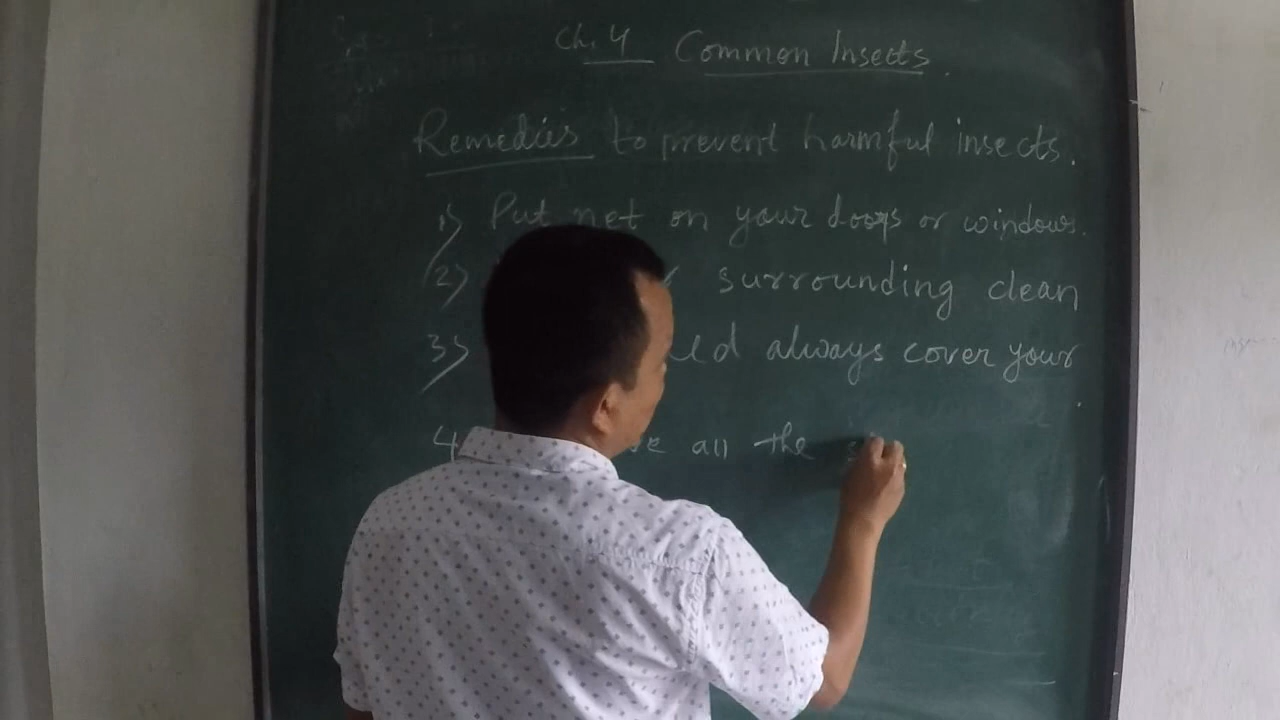 Ch. 4 Common Insects.
Remedies to prevent harmful insects.
1) Put net on your doors or windows.
2) surrounding clean
3) always cover your
4 all the